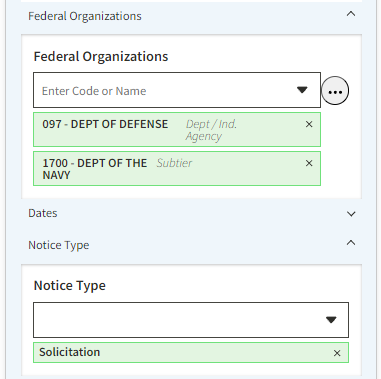 Federal Organizations
Federal Organizations
Enter Code or Name
097 - DEPT OF DEFENSE Dept / Ind.
Agency
1700 - DEPT OF THE Subtier
NAVY
Dates
Notice Type
Notice Type
Solicitation